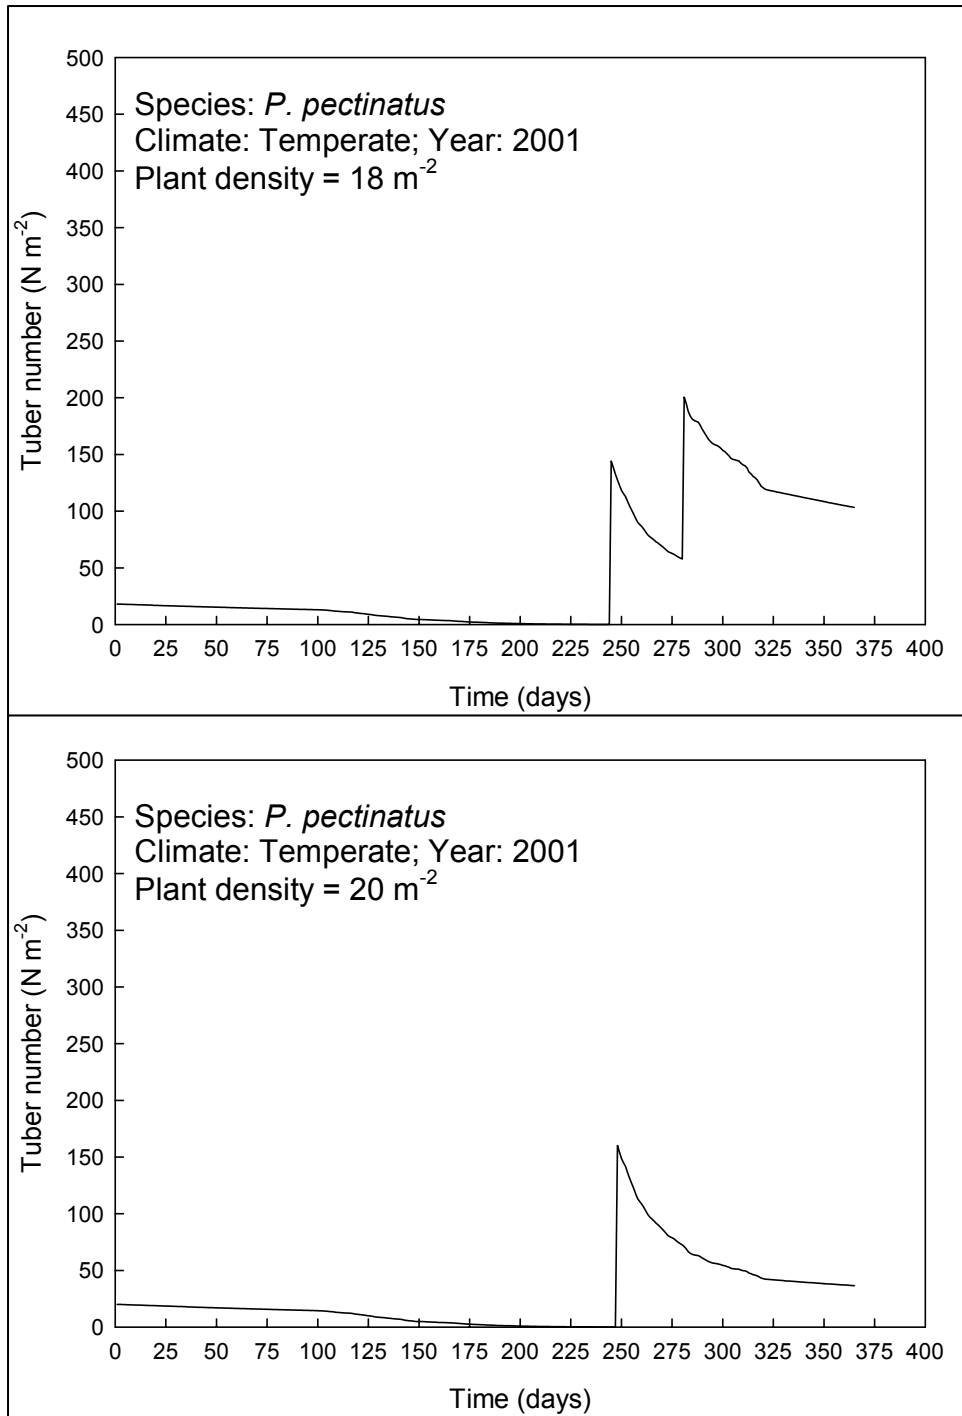 500
450
400
350
300
250
200
150
100
50
0
Tuber number (N m-2)
Species: P. pectinatus
Climate: Temperate; Year: 2001
Plant density = 18 m-2
0 25 50 75 100 125 150 175 200 225 250 275 300 325 350 375 400
Time (days)
500
450
400
350
300
250
200
150
100
50
0
Tuber number (N m-2)
Species: P. pectinatus
Climate: Temperate; Year: 2001
Plant density = 20 m-2
0 25 50 75 100 125 150 175 200 225 250 275 300 325 350 375 400
Time (days)